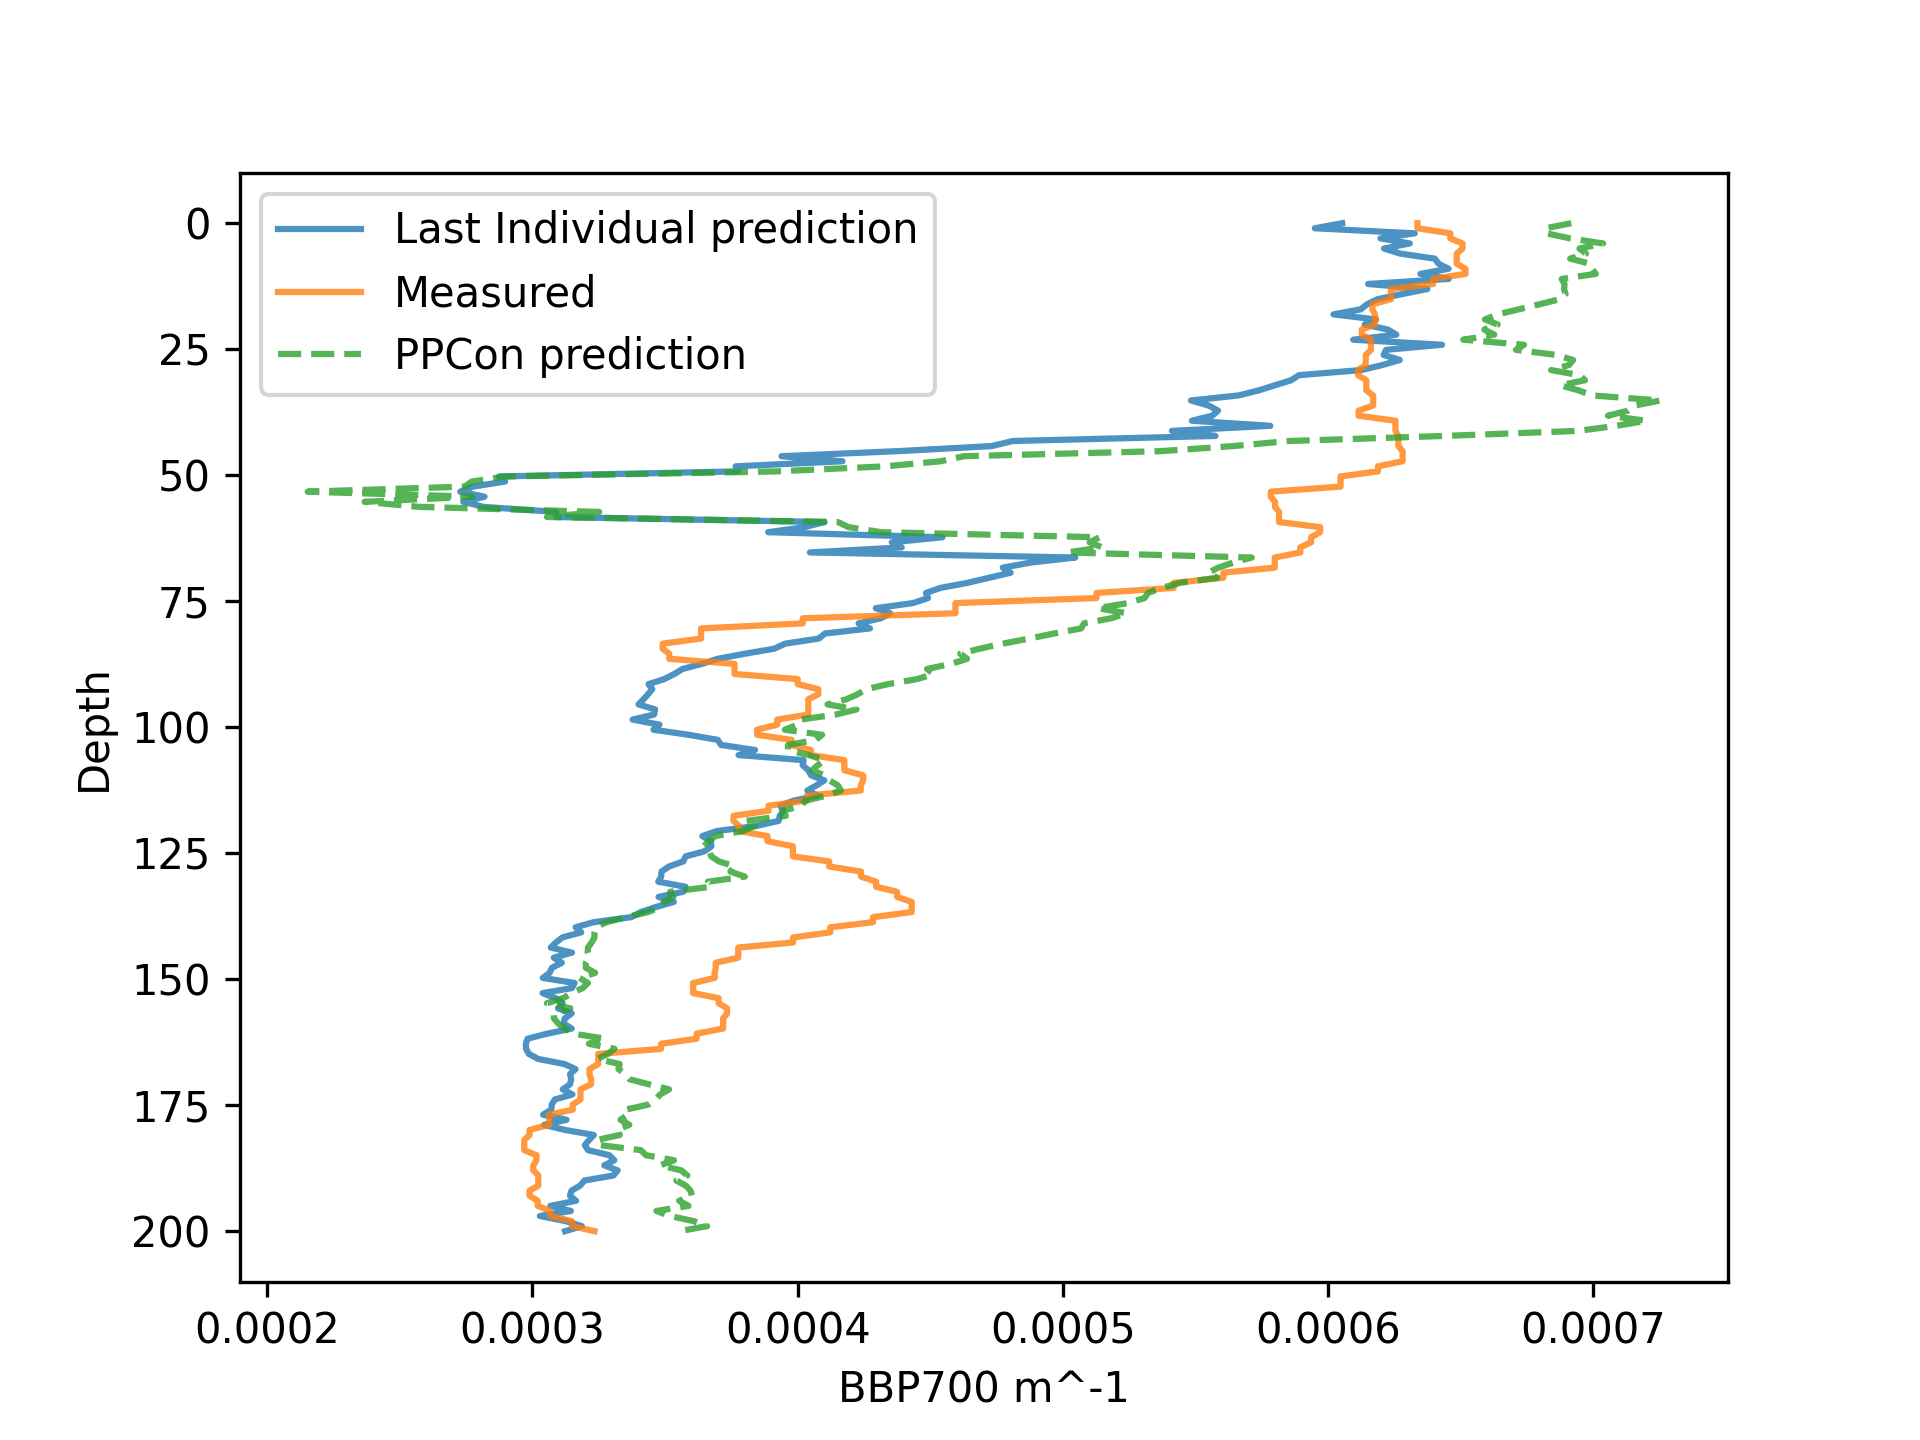 Last Individual prediction
Measured
PPCon prediction
Depth
0
25
50
75
100
125
150
175
200
0.0002 0.0003 0.0004 0.0005 0.0006 0.0007
BBP700 m^-1